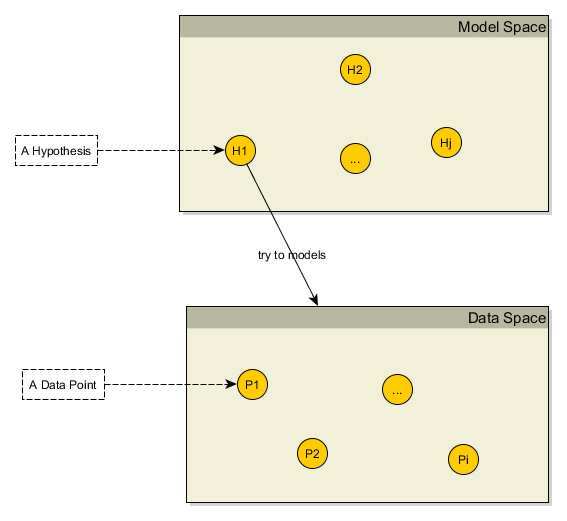 Model Space
H2
A Hypothesis
H1
...
Hj
try to models
Data Space
A Data Point
P1
...
P2
Pi